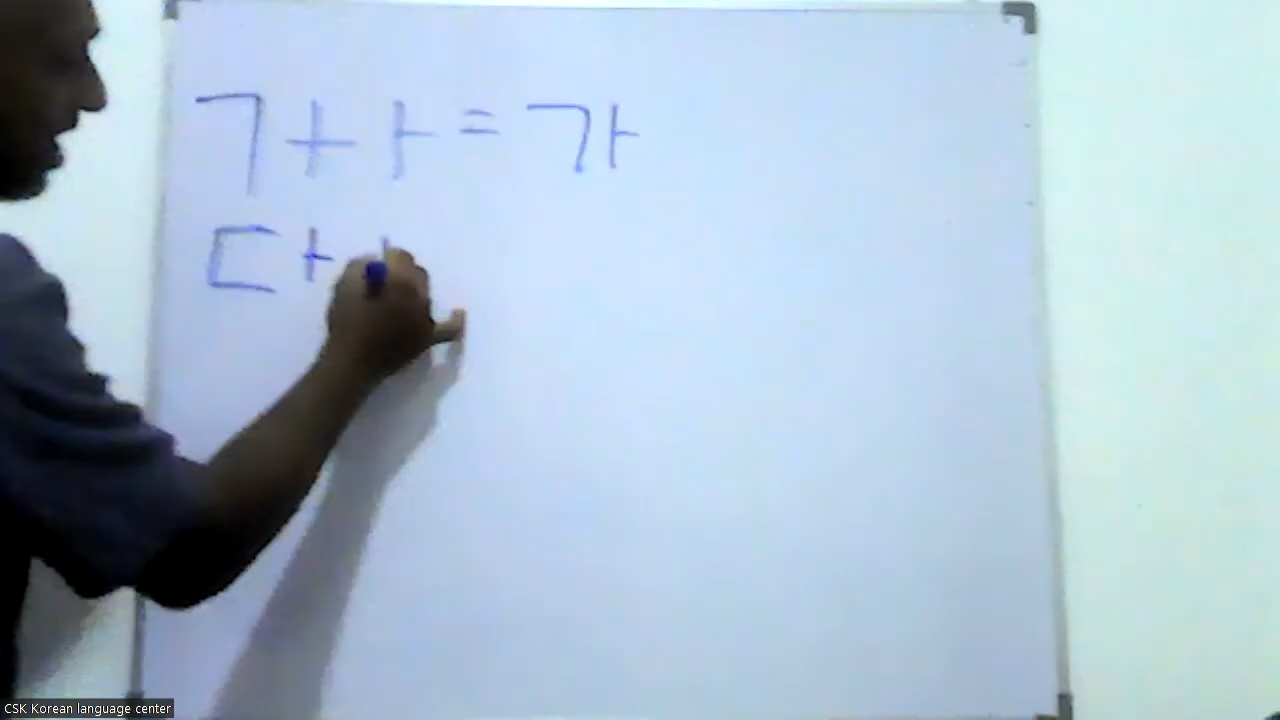 ㄱ + ㅏ = 가
ㄷ +
CSK Korean language center